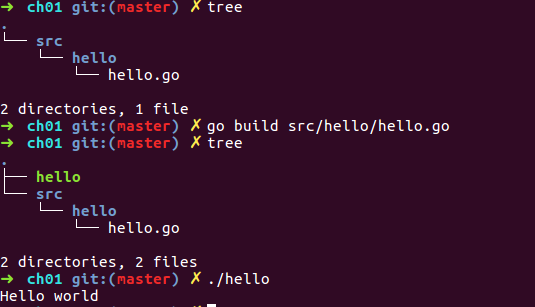 ➜ ch01 git:(master) ✗ tree
.
└── src
    └── hello
        └── hello.go
2 directories, 1 file
➜ ch01 git:(master) ✗ go build src/hello/hello.go
➜ ch01 git:(master) ✗ tree
.
├── hello
└── src
    └── hello
        └── hello.go
2 directories, 2 files
➜ ch01 git:(master) ✗ ./hello
Hello world